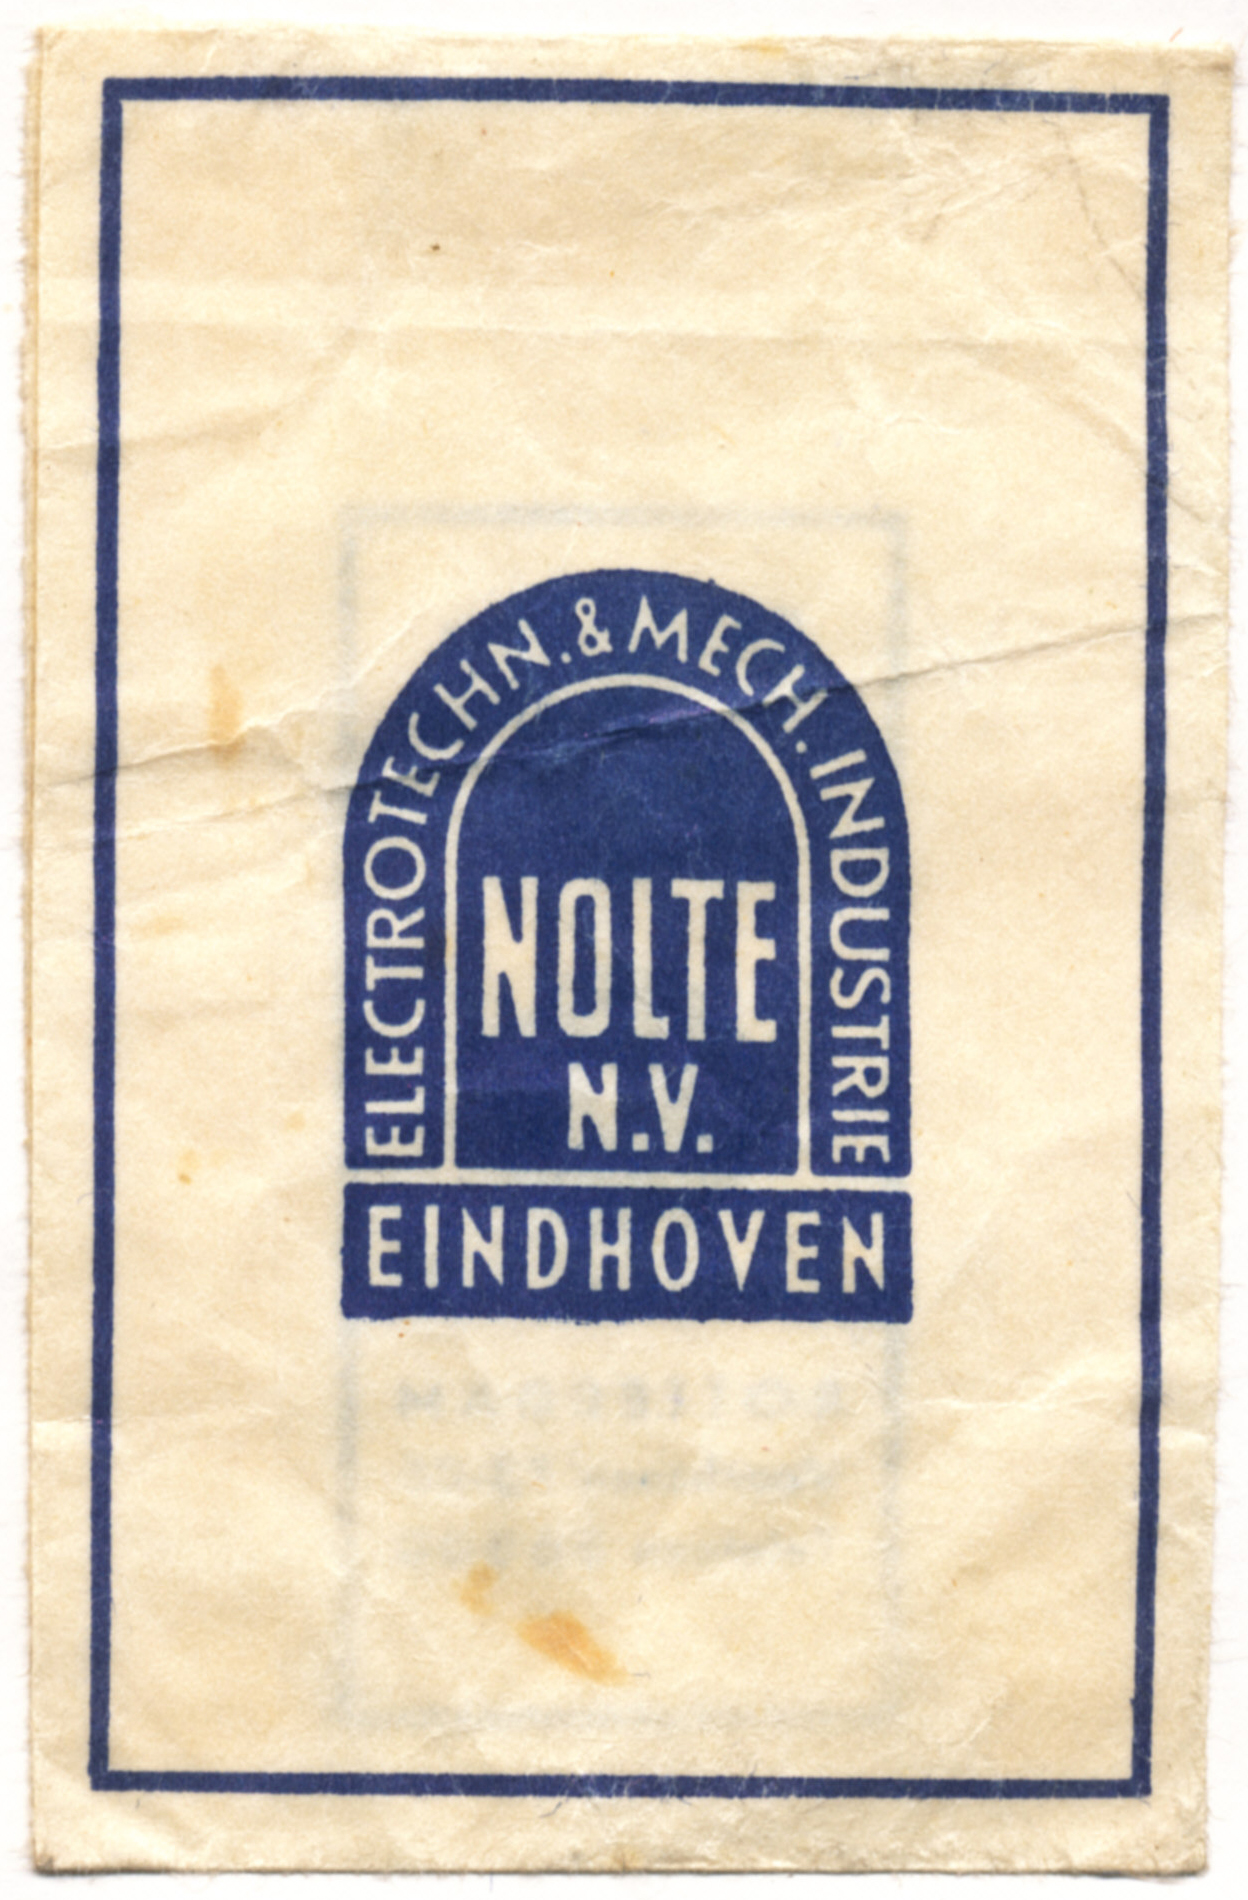 ELECTROTECHN. & MECH. INDUSTRIE
NOLTE
N.V.
EINDHOVEN